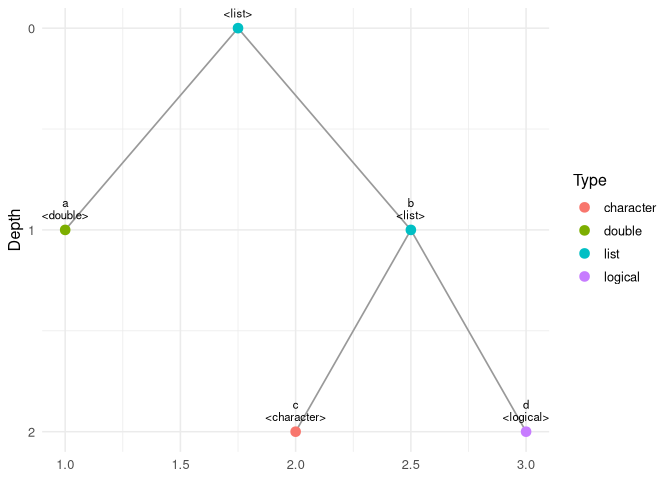 <list>
0
a
<double>
b
<list>
1
Depth
c
<character>
d
<logical>
2
1.0 1.5 2.0 2.5 3.0
Type
character
double
list
logical